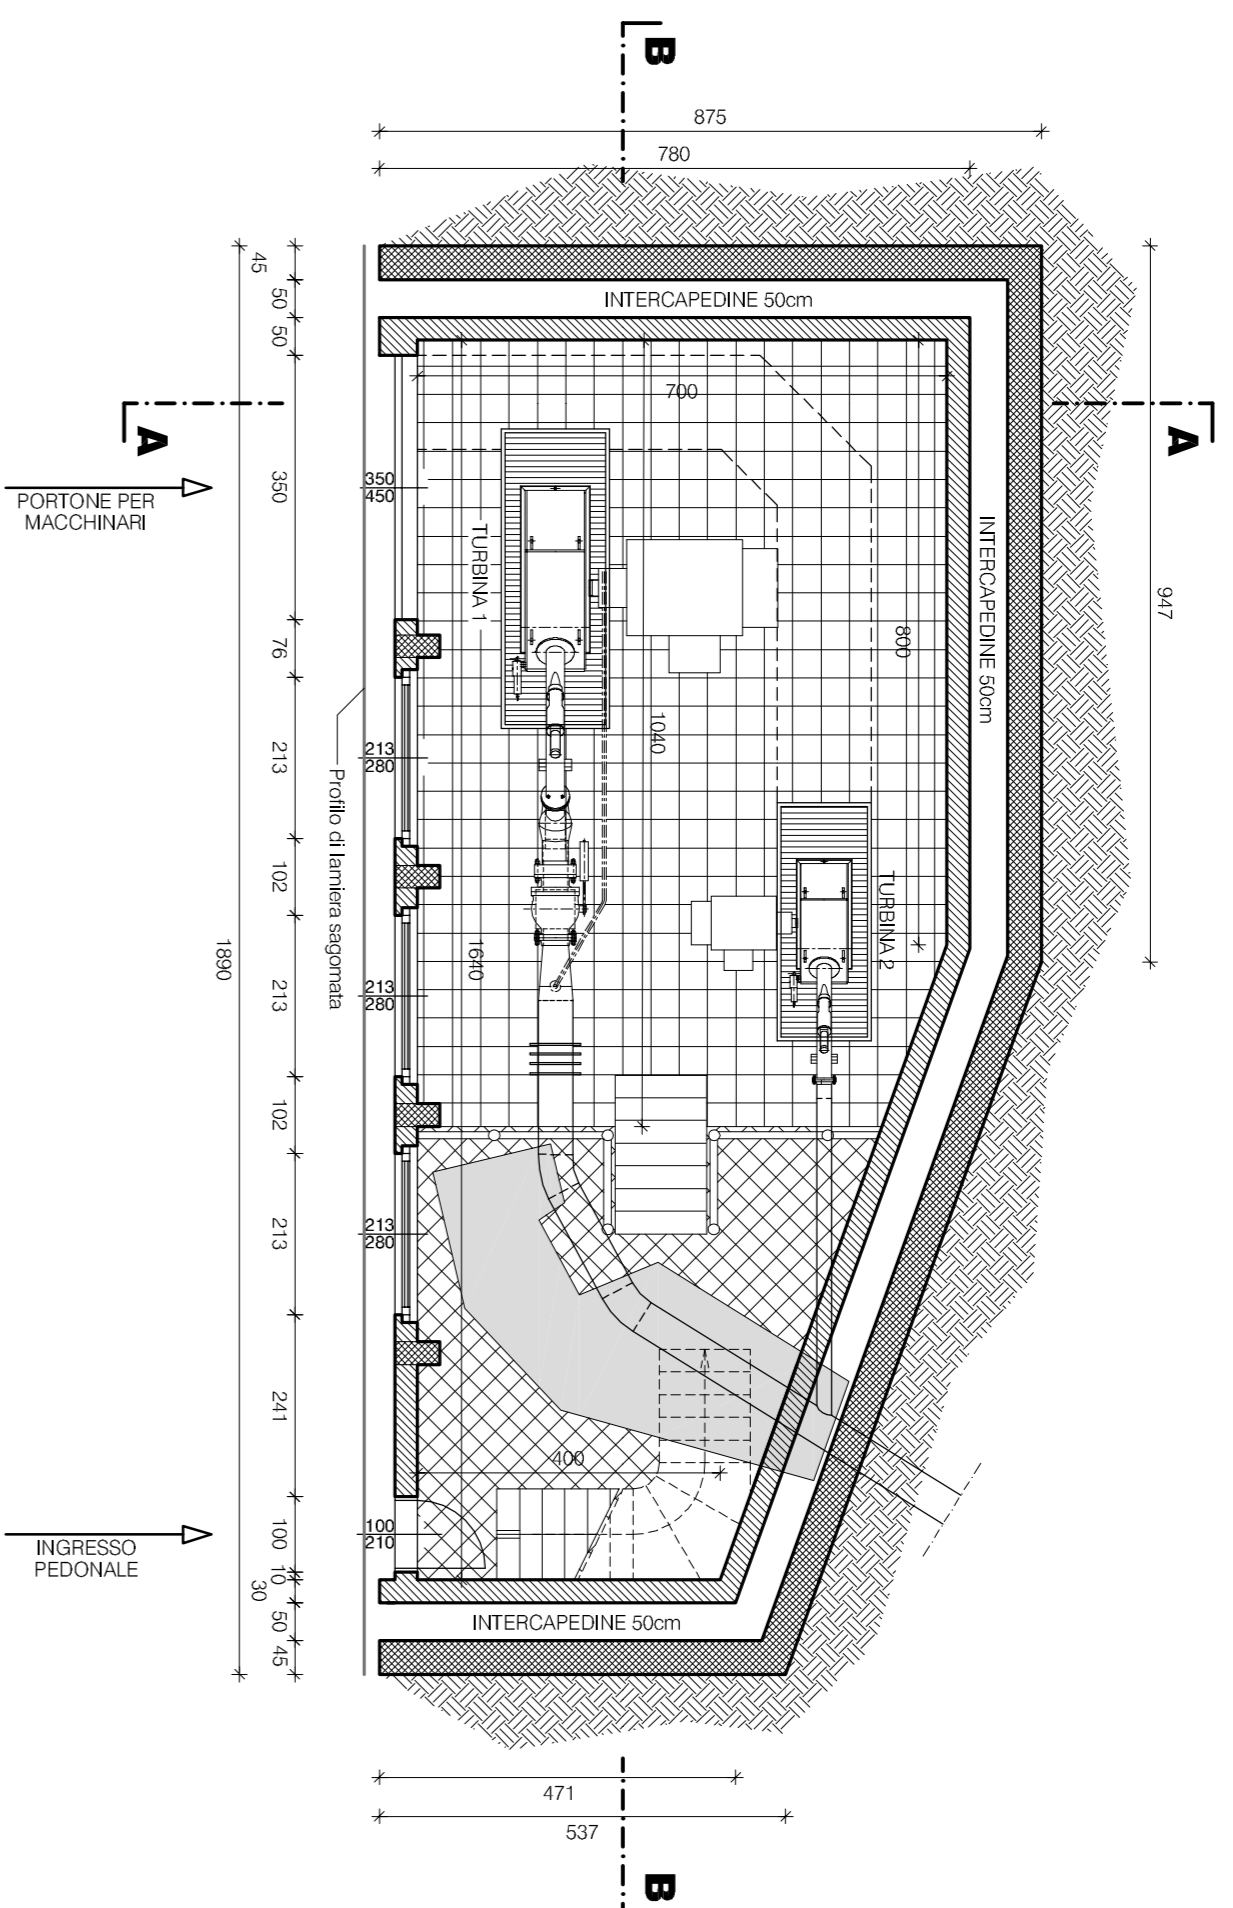 B
875
780
INTERCAPEDINE 50cm
45
50
50
700
A
A
947
350
350
450
PORTONE PER
MACCHINARI
TURBINA 1
INTERCAPEDINE 50cm
800
76
1040
213
213
280
Profilo di lamiera sagomata
102
TURBINA 2
1890
1640
213
213
280
102
213
213
280
241
400
100
100
210
INGRESSO
PEDONALE
10
30
50
45
INTERCAPEDINE 50cm
471
537
B